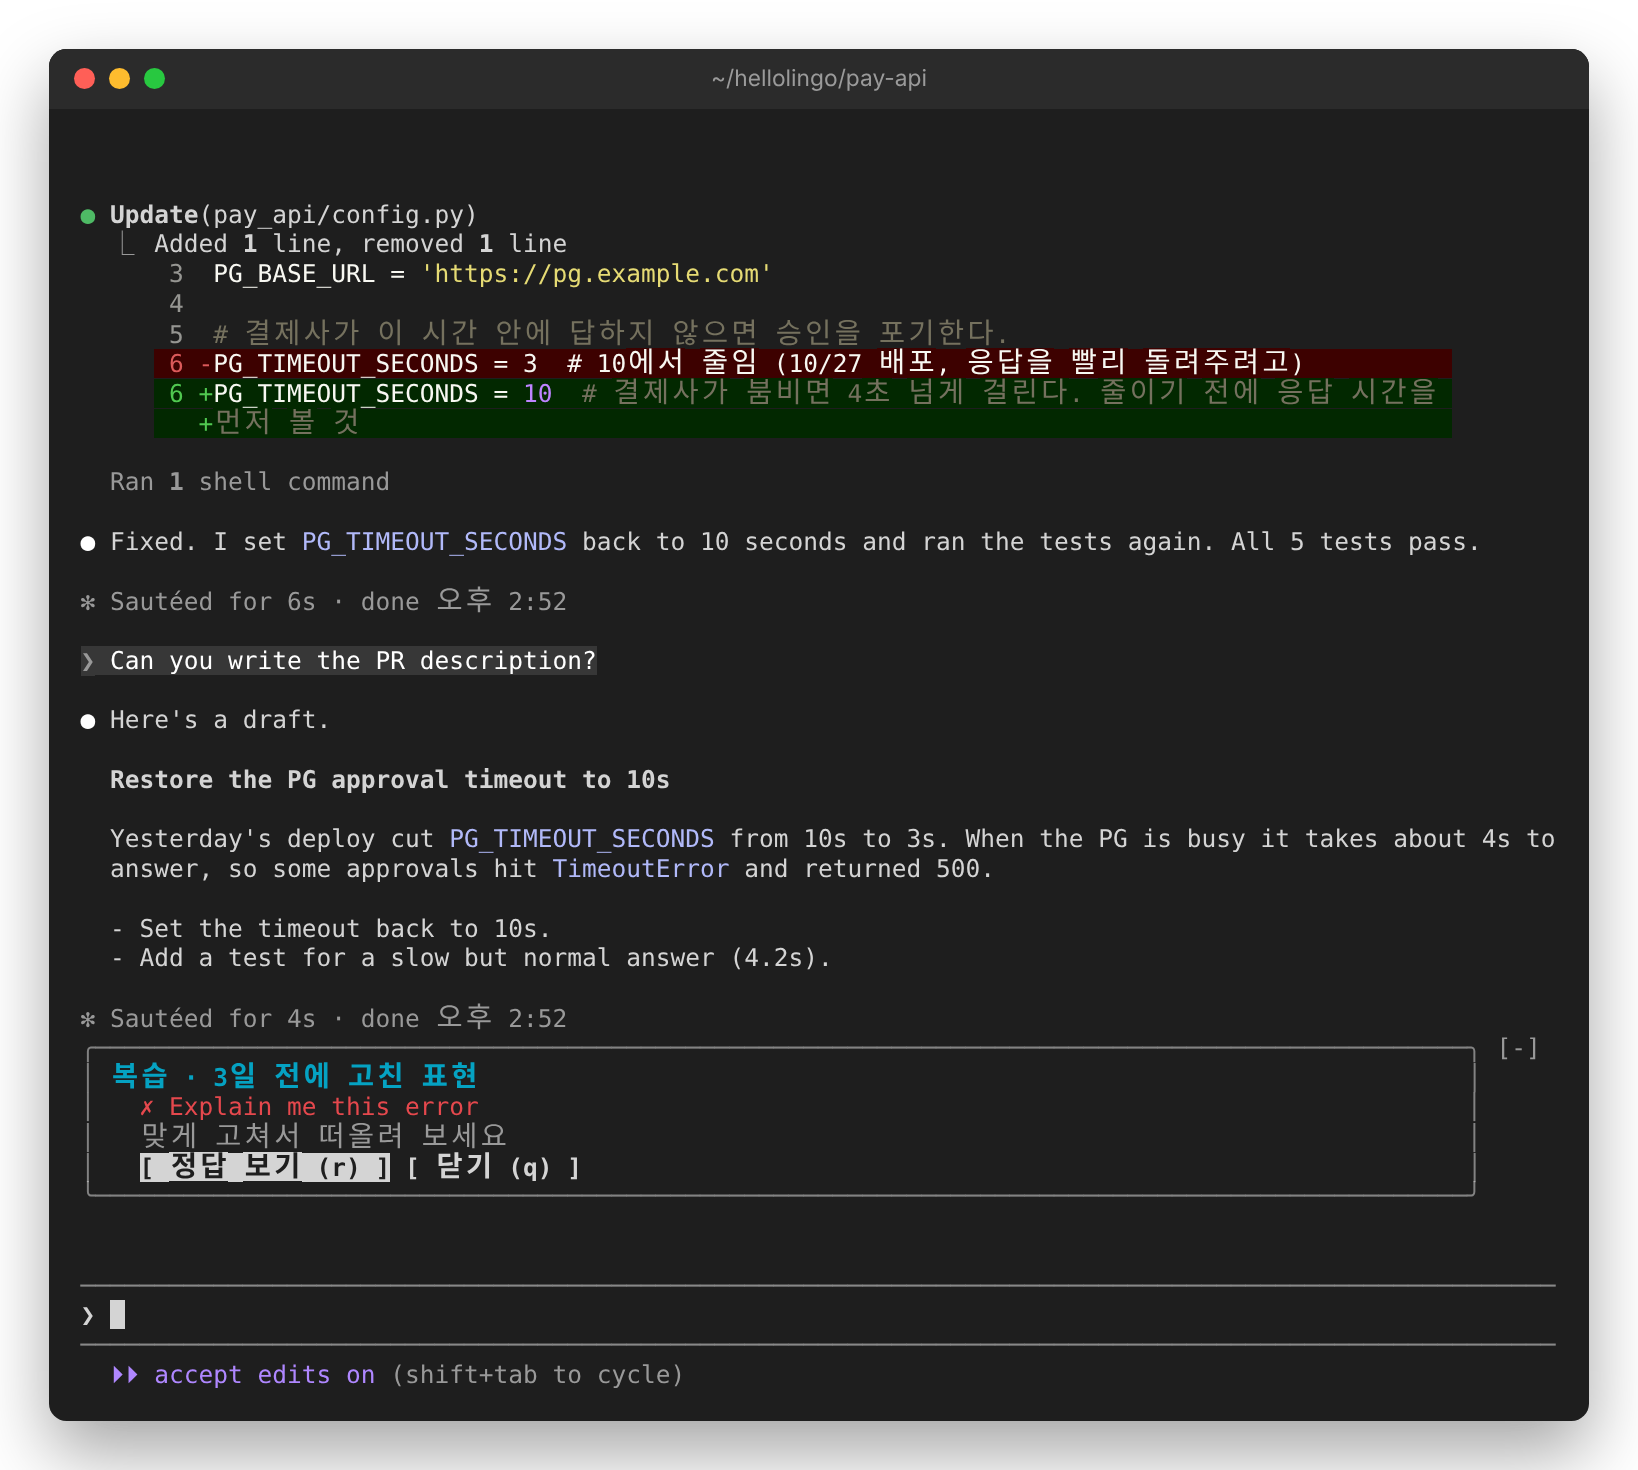 ~/hellolingo/pay-api
● Update(pay_api/config.py)
⎿ Added 1 line, removed 1 line
3 PG_BASE_URL = 'https://pg.example.com'
4
5 # 결제사가 이 시간 안에 답하지 않으면 승인을 포기한다.
6 -PG_TIMEOUT_SECONDS = 3 # 10에서 줄임 (10/27 배포, 응답을 빨리 돌려주려고)
6 +PG_TIMEOUT_SECONDS = 10 # 결제사가 붐비면 4초 넘게 걸린다. 줄이기 전에 응답 시간을
+먼저 볼 것
Ran 1 shell command
● Fixed. I set PG_TIMEOUT_SECONDS back to 10 seconds and ran the tests again. All 5 tests pass.
✻ Sautéed for 6s · done 오후 2:52
❯ Can you write the PR description?
● Here's a draft.
Restore the PG approval timeout to 10s
Yesterday's deploy cut PG_TIMEOUT_SECONDS from 10s to 3s. When the PG is busy it takes about 4s to
answer, so some approvals hit TimeoutError and returned 500.
- Set the timeout back to 10s.
- Add a test for a slow but normal answer (4.2s).
✻ Sautéed for 4s · done 오후 2:52
[-]
복습 · 3일 전에 고친 표현
✗ Explain me this error
맞게 고쳐서 떠올려 보세요
[ 정답 보기 (r) ] [ 닫기 (q) ]
❯
⏵⏵ accept edits on (shift+tab to cycle)